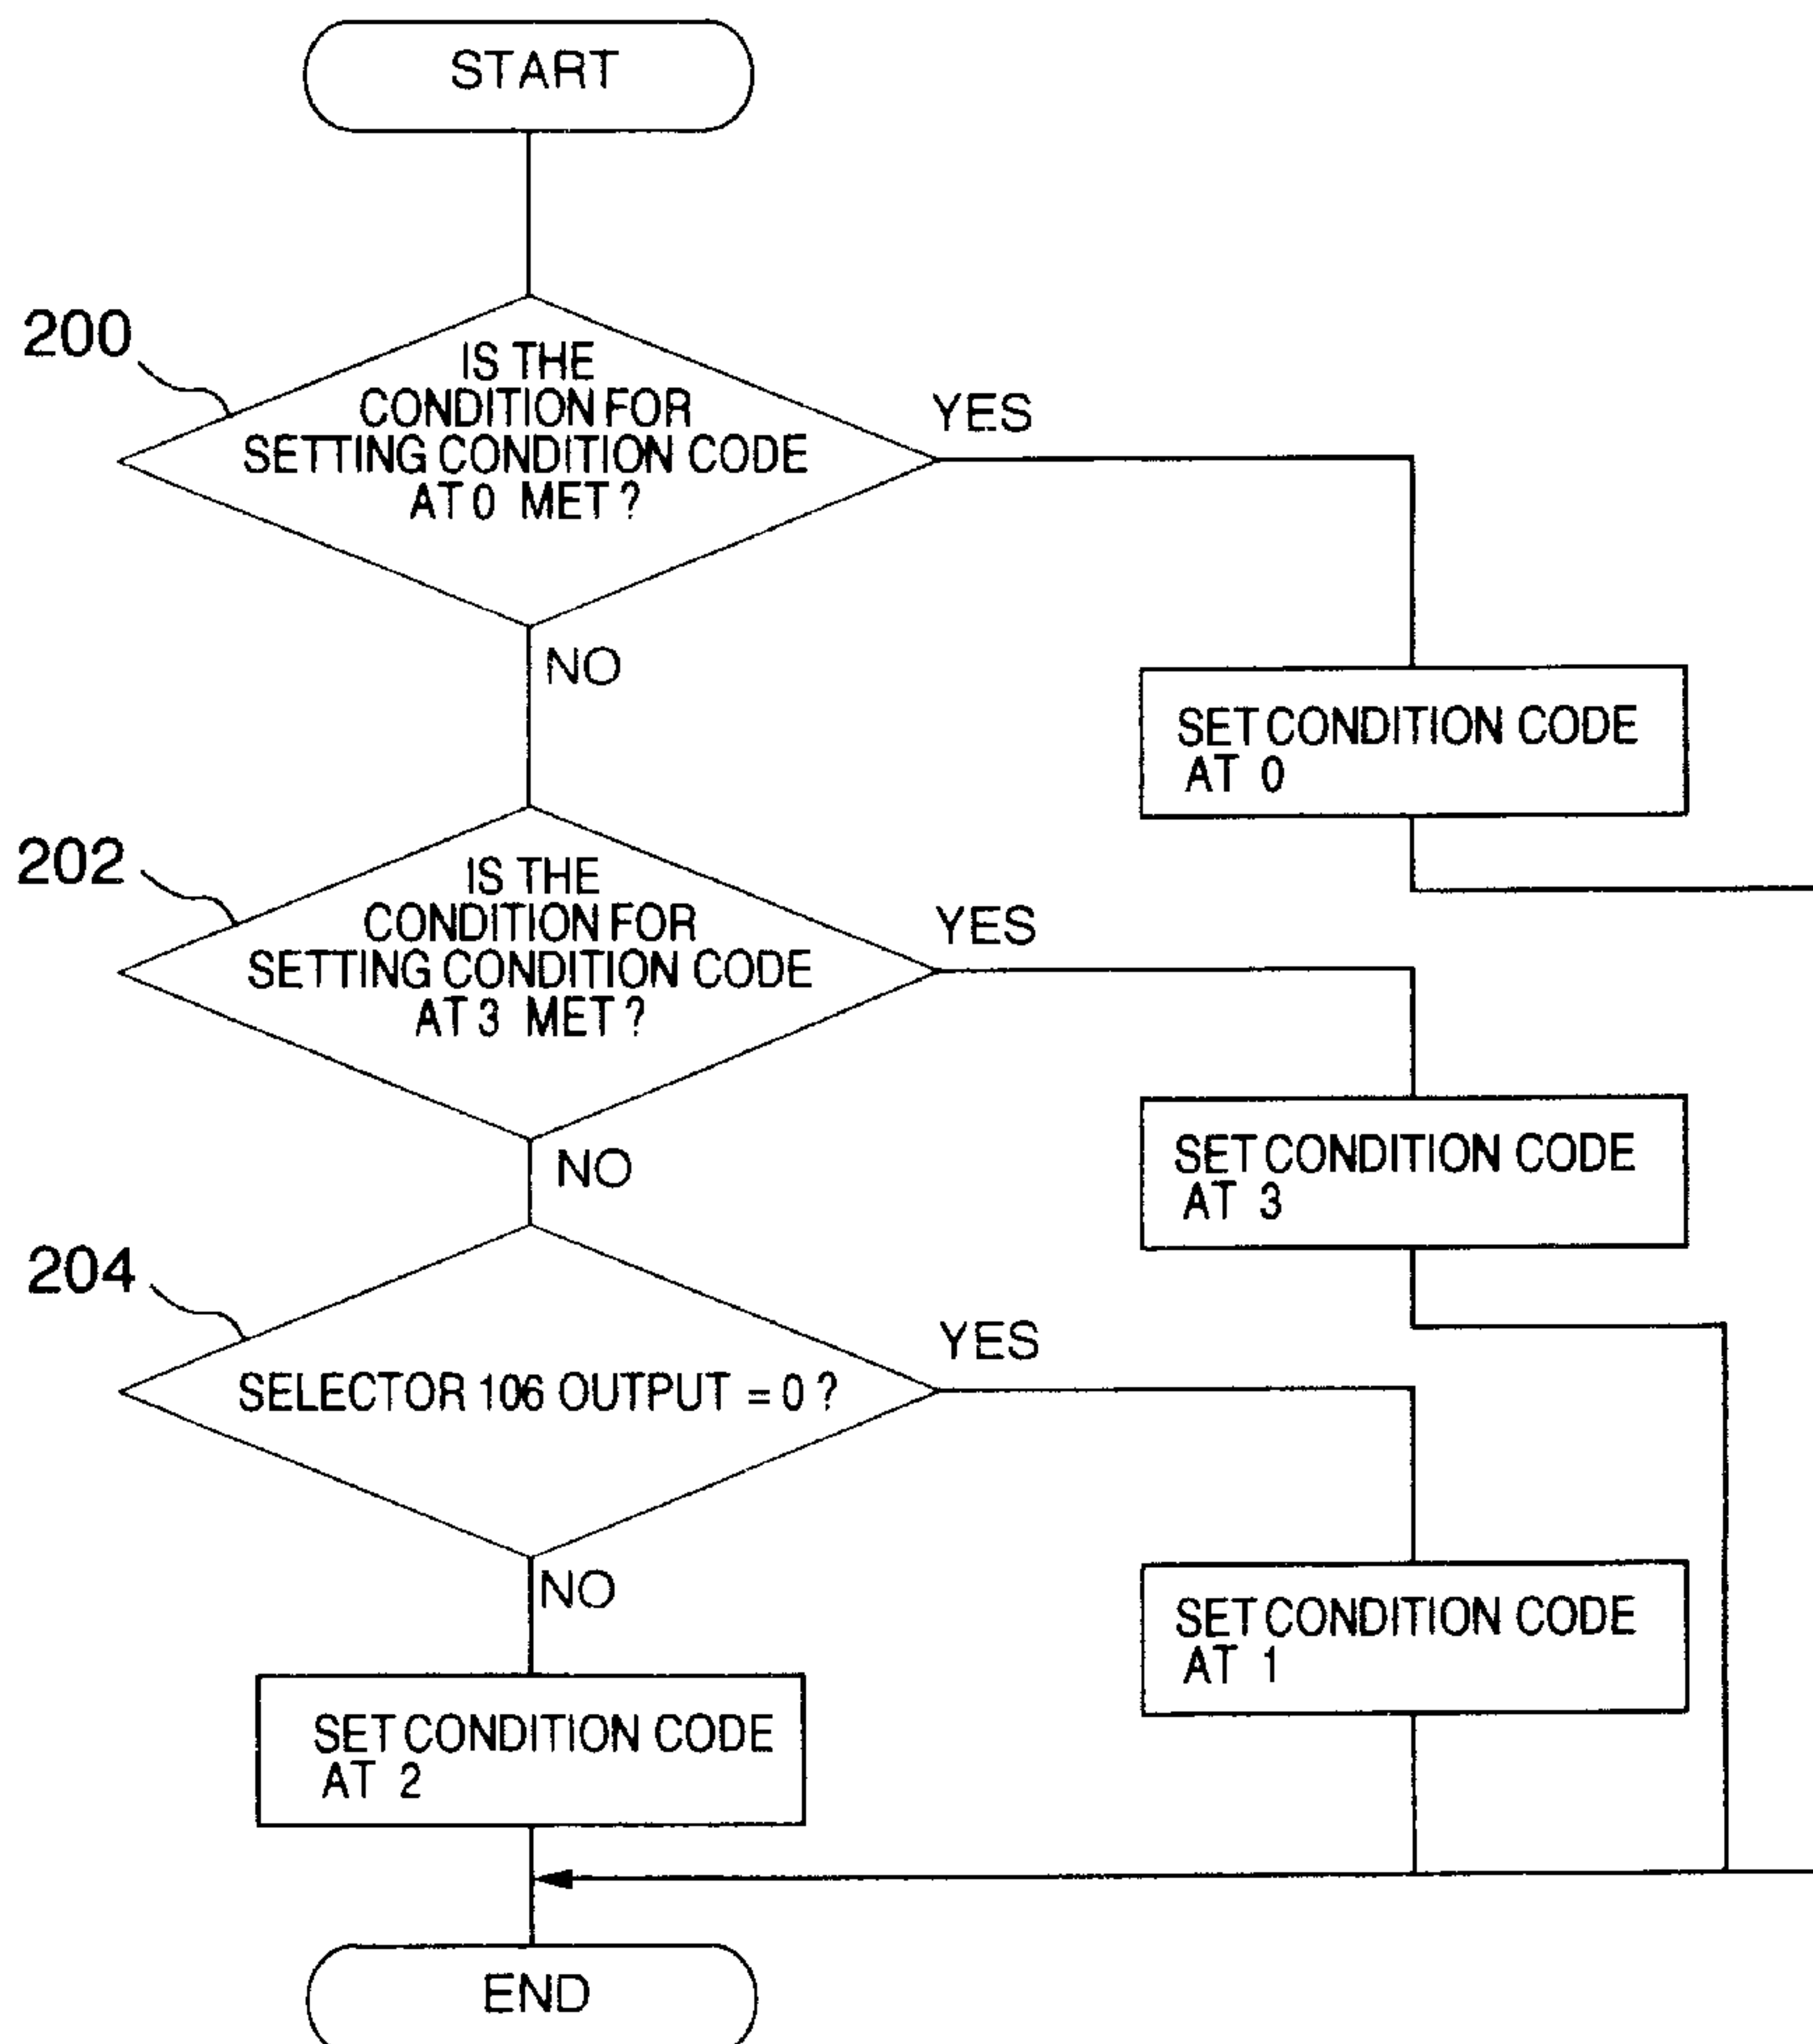 START
200
IS THE
CONDITION FOR
SETTING CONDITION CODE
AT 0 MET ?
YES
NO
SET CONDITION CODE
AT 0
202
IS THE
CONDITION FOR
SETTING CONDITION CODE
AT 3 MET ?
YES
NO
SET CONDITION CODE
AT 3
204
SELECTOR 106 OUTPUT = 0 ?
YES
NO
SET CONDITION CODE
AT 1
SET CONDITION CODE
AT 2
END